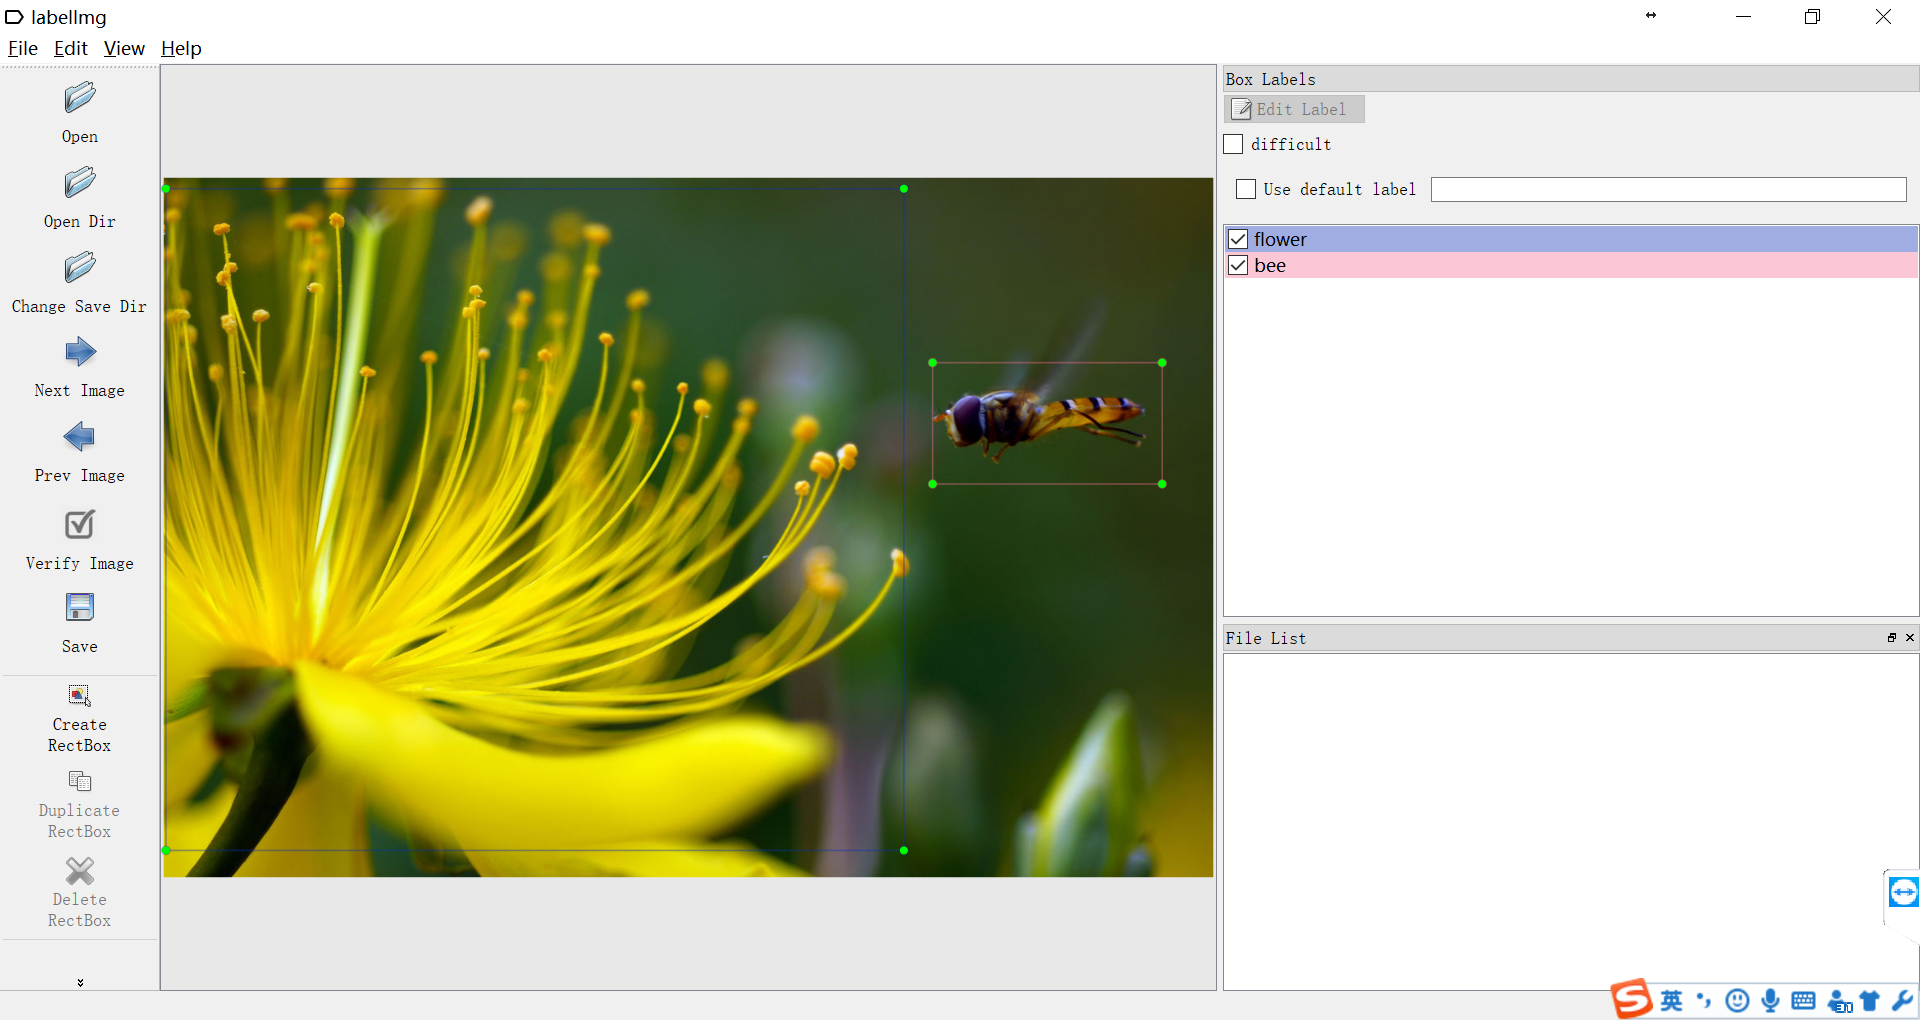 labelImg
File Edit View Help
Open
Open Dir
Change Save Dir
Next Image
Prev Image
Verify Image
Save
Create
RectBox
Duplicate
RectBox
Delete
RectBox
Box Labels
Edit Label
difficult
Use default label
flower
bee
File List
英